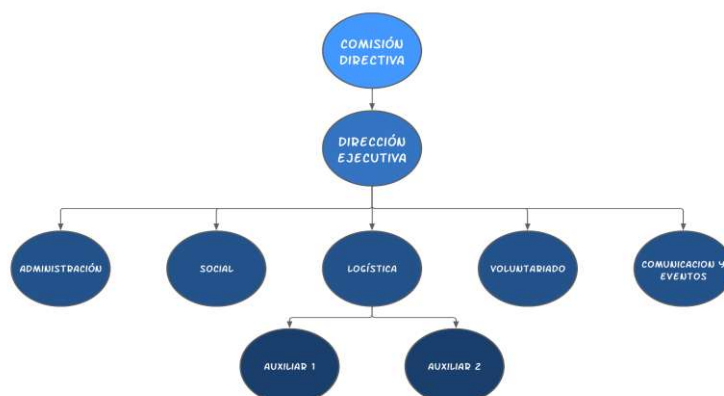 COMISIÓN
DIRECTIVA
DIRECCIÓN
EJECUTIVA
ADMINISTRACIÓN
SOCIAL
LOGÍSTICA
VOLUNTARIADO
COMUNICACION Y
EVENTOS
AUXILIAR 1
AUXILIAR 2